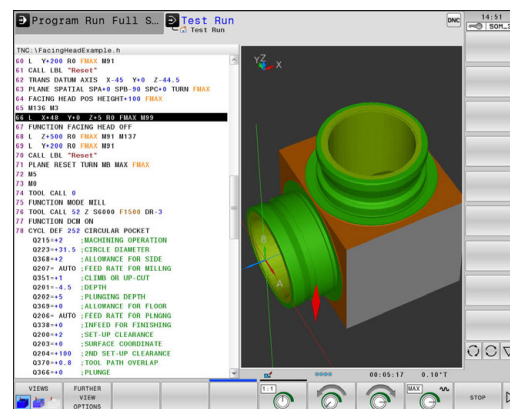 Program Run Full S...
Test Run
Test Run
DNC
14:51
TNC:\FacingHeadExample.h
60 L Y+200 R0 FMAX M91
61 CALL LBL "Reset"
62 TRANS DATUM AXIS X-45 Y+0 Z-44.5
63 PLANE SPATIAL SPA+0 SPB-90 SPC+0 TURN FMAX
64 FACING HEAD POS HEIGHT+100 FMAX
65 M136 M3
66 L X+48 Y+0 Z+5 R0 FMAX M99
67 FUNCTION FACING HEAD OFF
68 L Z+500 R0 FMAX M91 M137
69 L Y+200 R0 FMAX M91
70 CALL LBL "Reset"
71 PLANE RESET TURN MB MAX FMAX
72 M5
73 M0
74 TOOL CALL 0
75 FUNCTION MODE MILL
76 TOOL CALL 52 Z S6000 F1500 DR-3
77 FUNCTION DCM ON
78 CYCL DEF 252 CIRCULAR POCKET
Q215=+2 ;MACHINING OPERATION
Q223=+31.5 ;CIRCLE DIAMETER
Q368=+2 ;ALLOWANCE FOR SIDE
Q207= AUTO ;FEED RATE FOR MILLNG
Q351=+1 ;CLIMB OR UP-CUT
Q201=-4.5 ;DEPTH
Q202=+5 ;PLUNGING DEPTH
Q369=+0 ;ALLOWANCE FOR FLOOR
Q206= AUTO ;FEED RATE FOR PLNGNG
Q338=+0 ;INFEED FOR FINISHING
Q200=+2 ;SET-UP CLEARANCE
Q203=+0 ;SURFACE COORDINATE
Q204=+100 ;2ND SET-UP CLEARANCE
Q370=+0.8 ;TOOL PATH OVERLAP
Q366=+0 ;PLUNGE
Y Z X
B
A
00:05:17 0.10*T
VIEWS
FURTHER
VIEW
OPTIONS
1:1
MAX
STOP